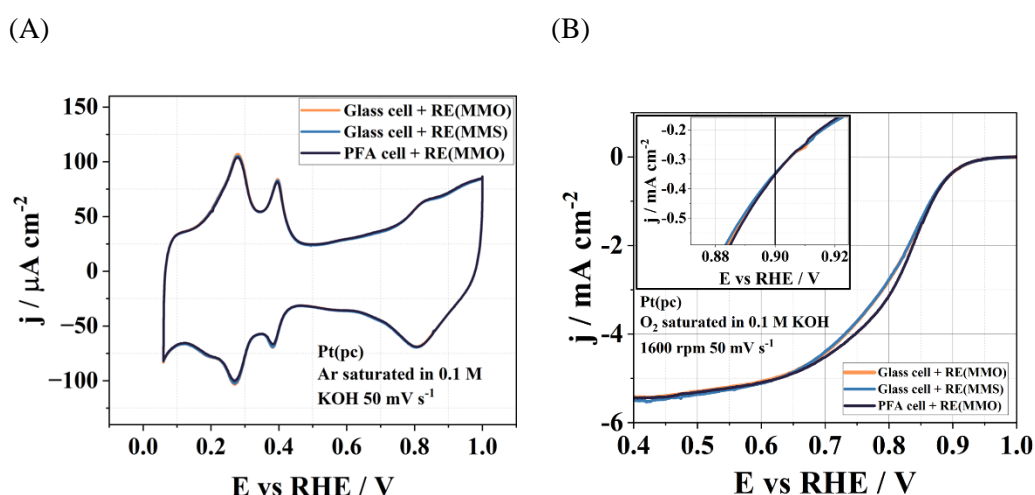 (A)
(B)
150
100
50
0
−50
−100
0.0
0.2
0.4
0.6
0.8
1.0
j / μA cm⁻²
E vs RHE / V
Glass cell + RE(MMO)
Glass cell + RE(MMS)
PFA cell + RE(MMO)
Pt(pc)
Ar saturated in 0.1 M
KOH 50 mV s⁻¹
0
-2
-4
-6
0.4
0.5
0.6
0.7
0.8
0.9
1.0
j / mA cm⁻²
E vs RHE / V
-0.2
-0.3
-0.4
-0.5
0.88
0.90
0.92
j / mA cm⁻²
E vs RHE / V
Pt(pc)
O₂ saturated in 0.1 M KOH
1600 rpm 50 mV s⁻¹
Glass cell + RE(MMO)
Glass cell + RE(MMS)
PFA cell + RE(MMO)